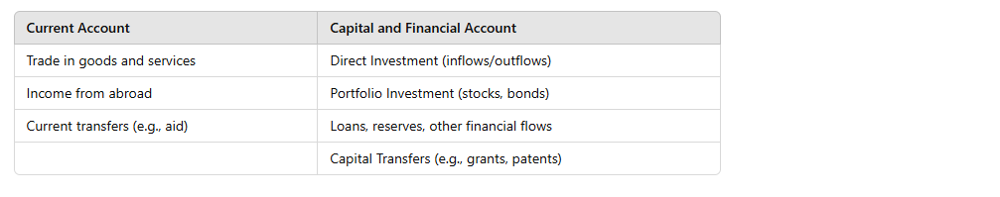 Current Account Capital and Financial Account
Trade in goods and services Direct Investment (inflows/outflows)
Income from abroad Portfolio Investment (stocks, bonds)
Current transfers (e.g., aid) Loans, reserves, other financial flows
Capital Transfers (e.g., grants, patents)